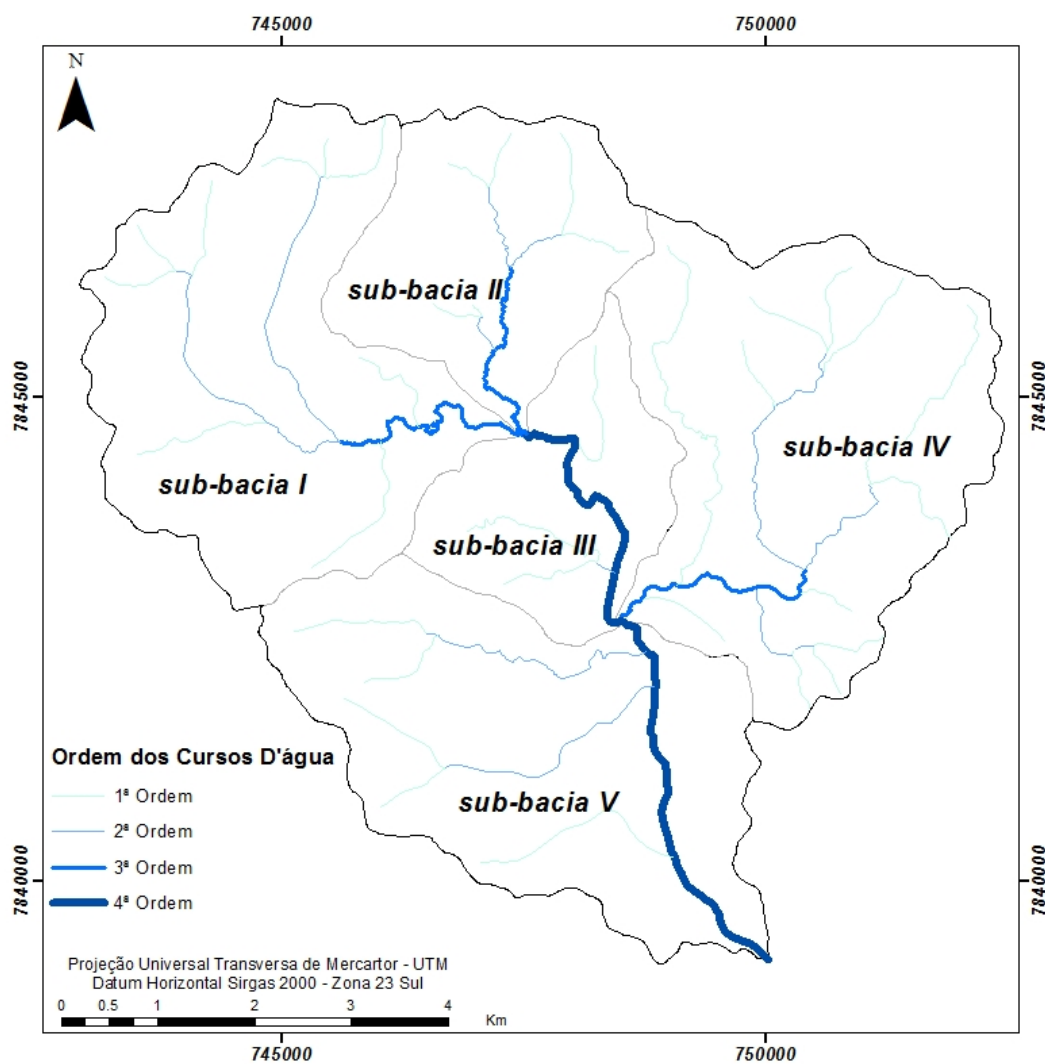 745000 750000
N
sub-bacia II
7845000 7845000
sub-bacia IV
sub-bacia I
sub-bacia III
Ordem dos Cursos D'água
1ª Ordem
sub-bacia V
2ª Ordem
3ª Ordem
7840000 7840000
4ª Ordem
Projeção Universal Transversa de Mercartor - UTM
Datum Horizontal Sirgas 2000 - Zona 23 Sul
0 0.5 1 2 3 4
Km
745000 750000